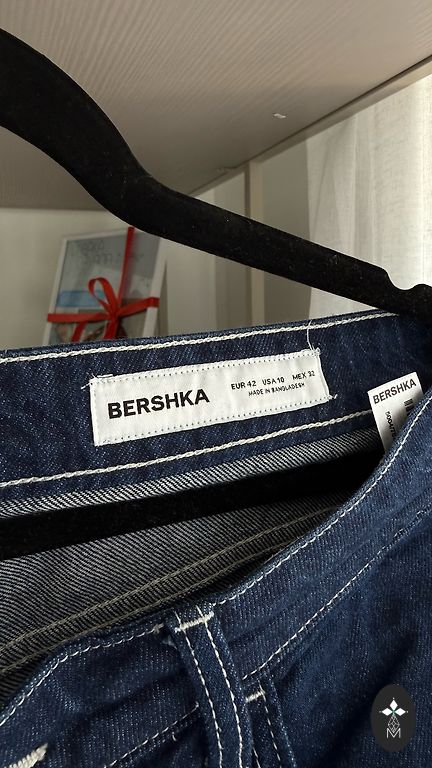 BERSHKA
EUR 42 USA 10 MEX 32
MADE IN BANGLADESH
BERSHKA